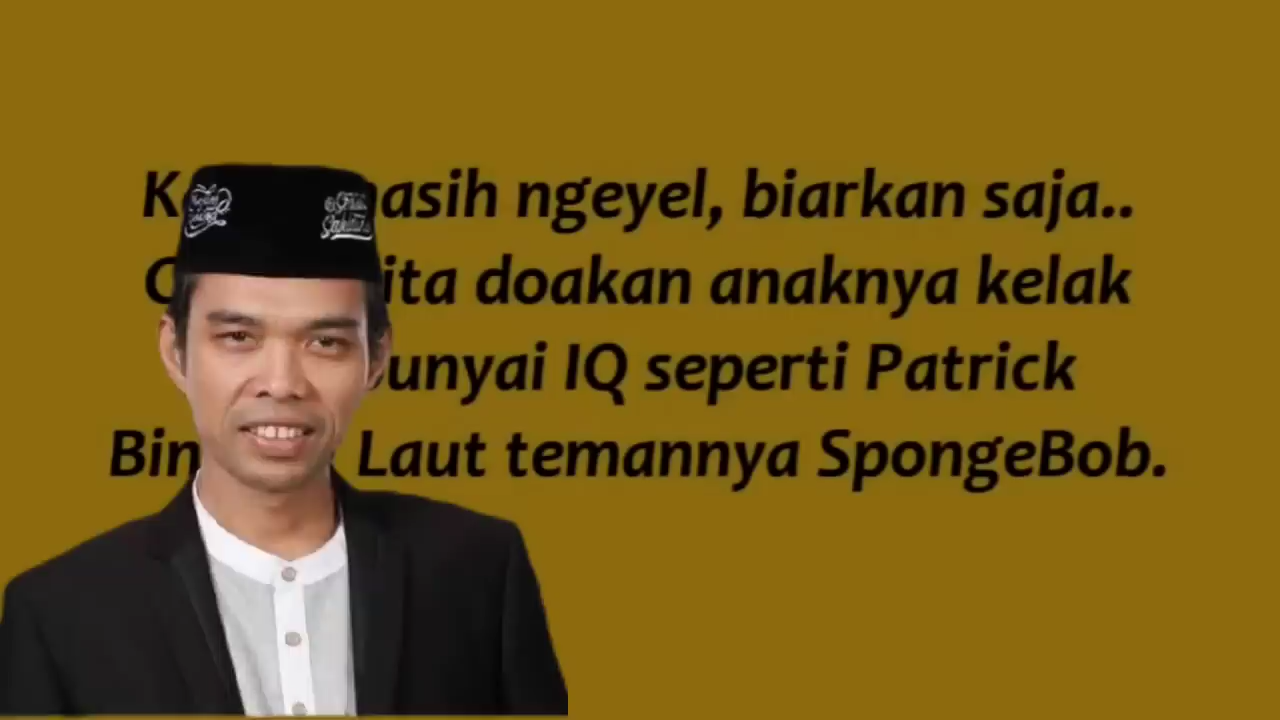 ngeyel, biarkan saja..
doakan anaknya kelak
IQ seperti Patrick
Laut temannya SpongeBob.